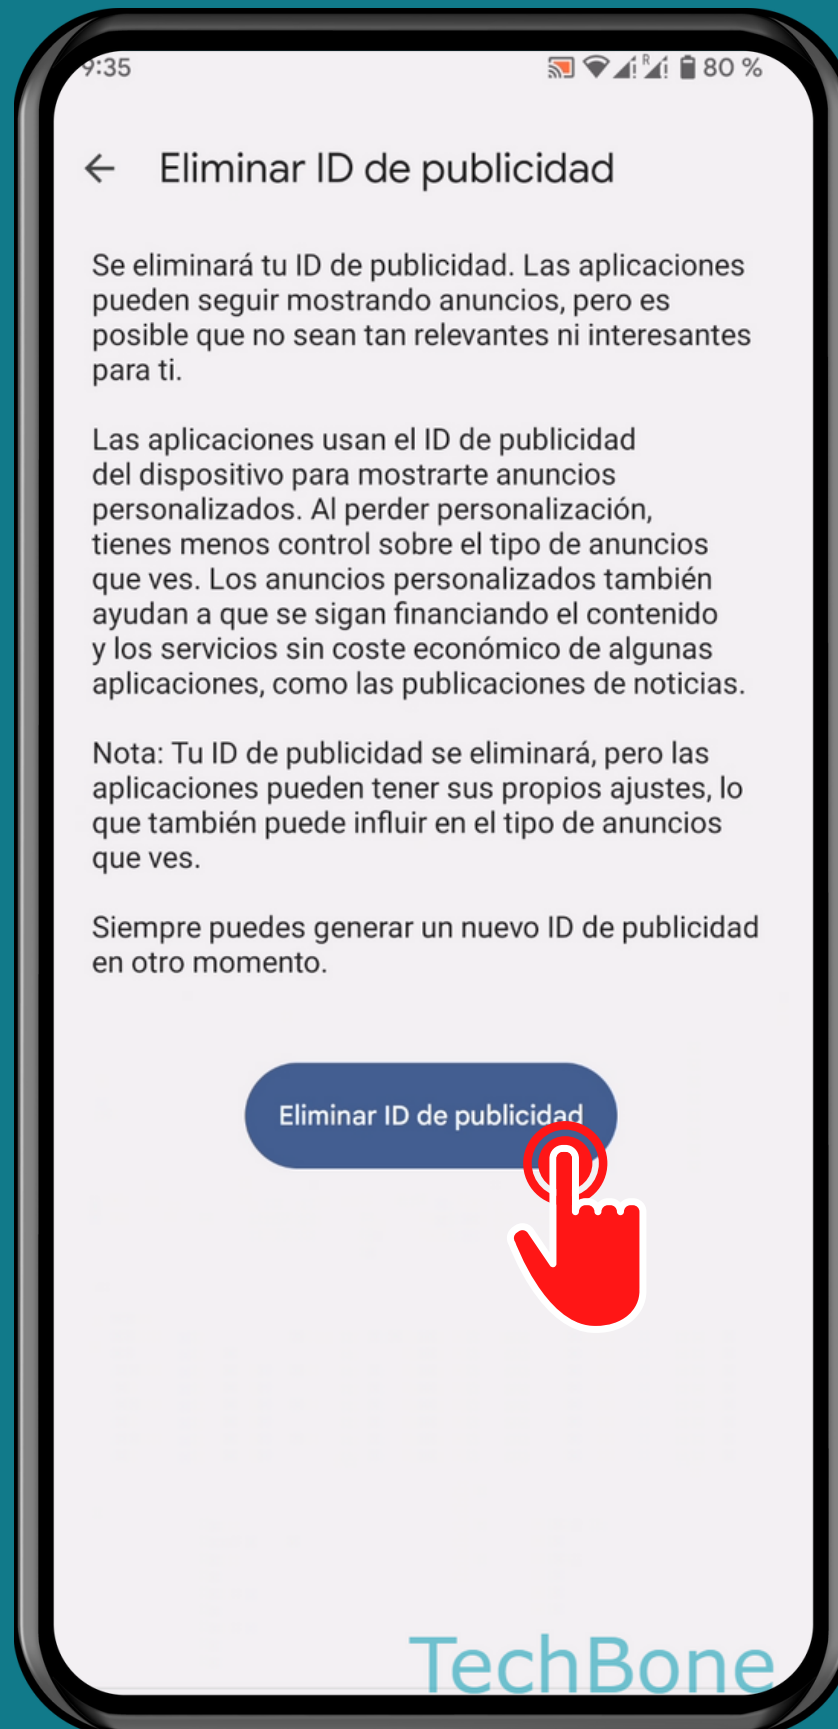 9:35
R
80 %
Eliminar ID de publicidad
Se eliminará tu ID de publicidad. Las aplicaciones
pueden seguir mostrando anuncios, pero es
posible que no sean tan relevantes ni interesantes
para ti.
Las aplicaciones usan el ID de publicidad
del dispositivo para mostrarte anuncios
personalizados. Al perder personalización,
tienes menos control sobre el tipo de anuncios
que ves. Los anuncios personalizados también
ayudan a que se sigan financiando el contenido
y los servicios sin coste económico de algunas
aplicaciones, como las publicaciones de noticias.
Nota: Tu ID de publicidad se eliminará, pero las
aplicaciones pueden tener sus propios ajustes, lo
que también puede influir en el tipo de anuncios
que ves.
Siempre puedes generar un nuevo ID de publicidad
en otro momento.
Eliminar ID de publicidad
TechBone